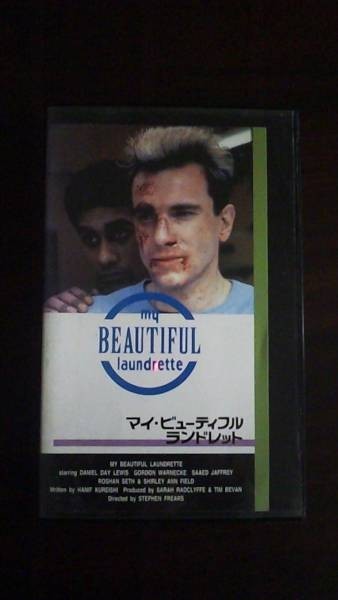 my
BEAUTIFUL
laundrette
マイ・ビューティフル
ランドレット
MY BEAUTIFUL LAUNDRETTE
starring DANIEL DAY LEWIS GORDON WARNECKE SAEED JAFFREY
ROSHAN SETH & SHIRLEY ANN FIELD
Written by HANIF KUREISHI Produced by SARAH RADCLYFFE & TIM BEVAN
Directed by STEPHEN FREARS